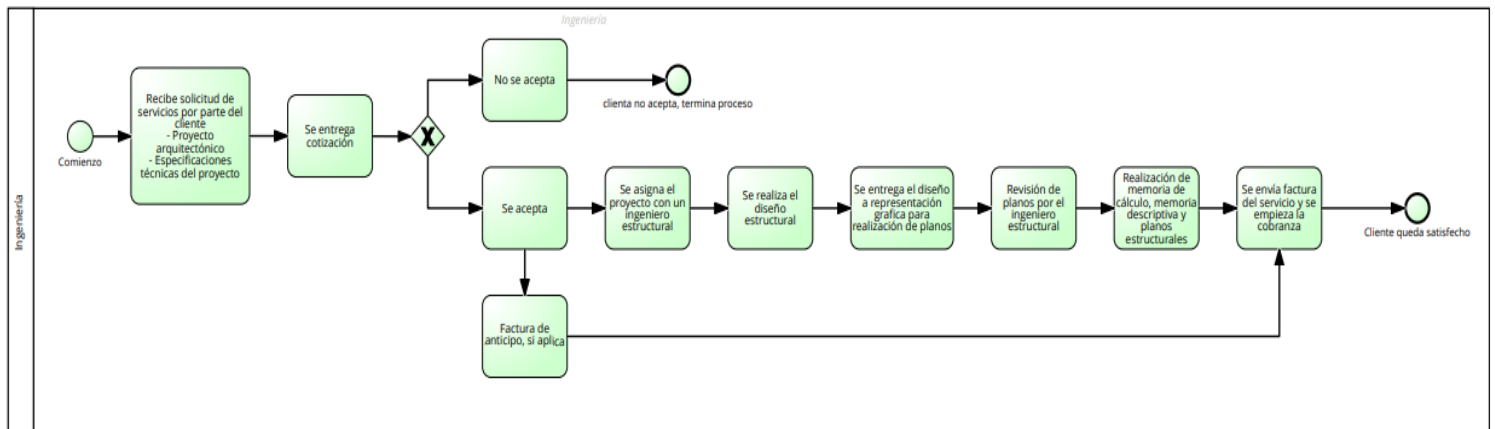 Ingeniería
Ingeniería
Comienzo
Recibe solicitud de
servicios por parte del
cliente
- Proyecto
arquitectónico
- Especificaciones
técnicas del proyecto
Se entrega
cotización
X
No se acepta
clienta no acepta, termina proceso
Se acepta
Se asigna el
proyecto con un
ingeniero
estructural
Se realiza el
diseño
estructural
Se entrega el diseño
a representación
grafica para
realización de planos
Revisión de
planos por el
ingeniero
estructural
Realización de
memoria de
cálculo, memoria
descriptiva y
planos
estructurales
Se envía factura
del servicio y se
empieza la
cobranza
Cliente queda satisfecho
Factura de
anticipo, si aplica